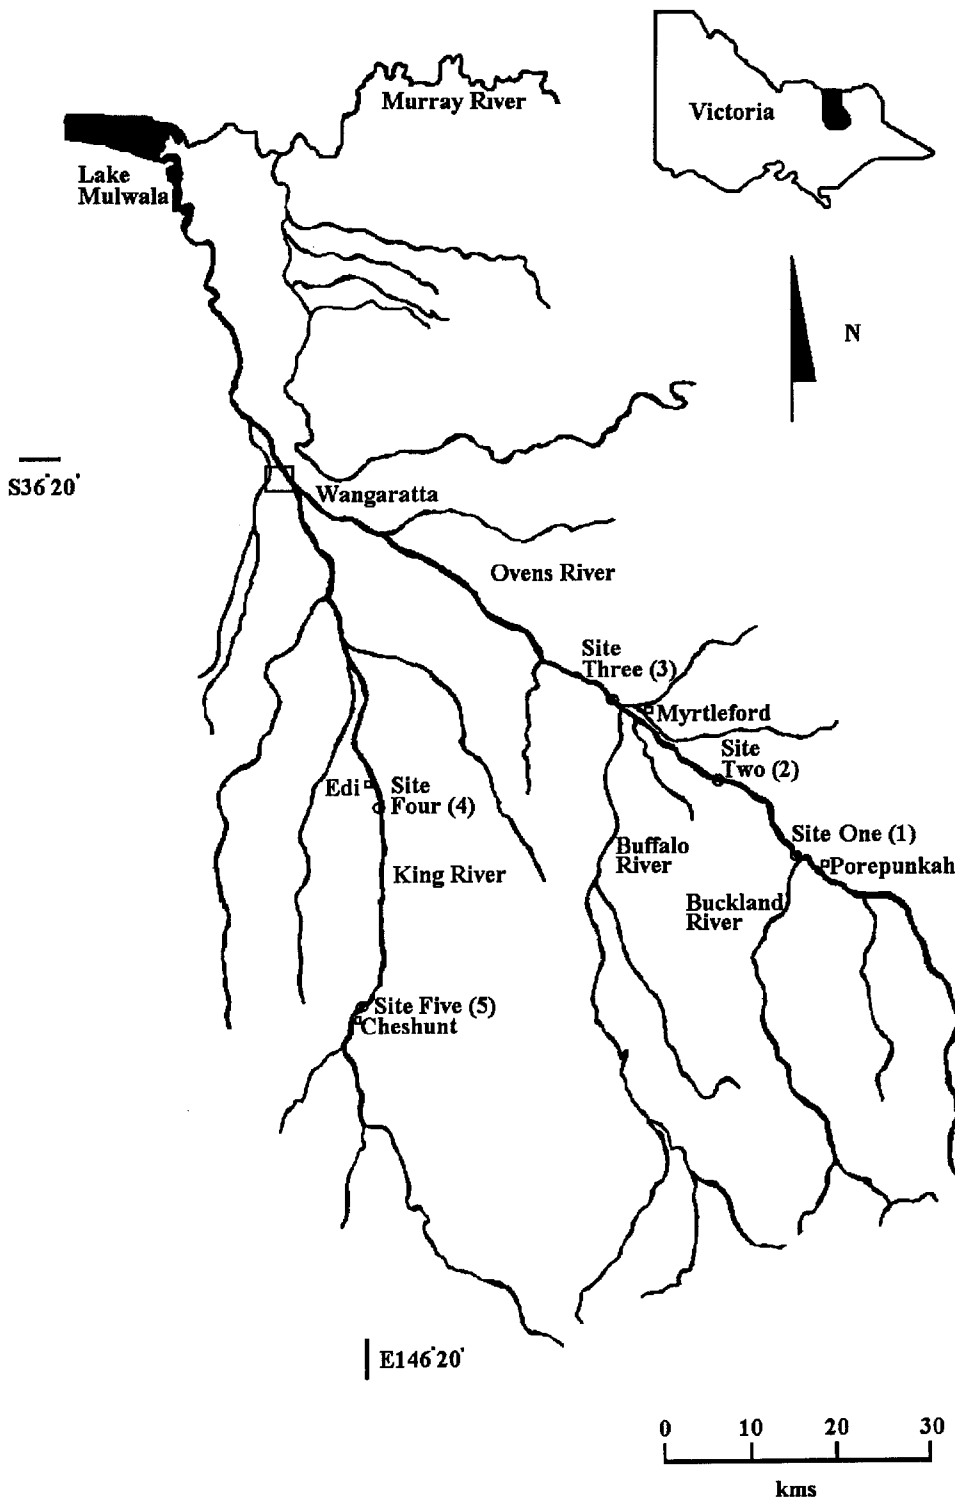 Murray River
Victoria
Lake
Mulwala
N
S36°20'
Wangaratta
Ovens River
Site
Three (3)
Myrtleford
Site
Two (2)
Edi
Site
Four (4)
Site One (1)
Porepunkah
Buffalo
River
King River
Buckland
River
Site Five (5)
Cheshunt
E146°20'
0 10 20 30
kms